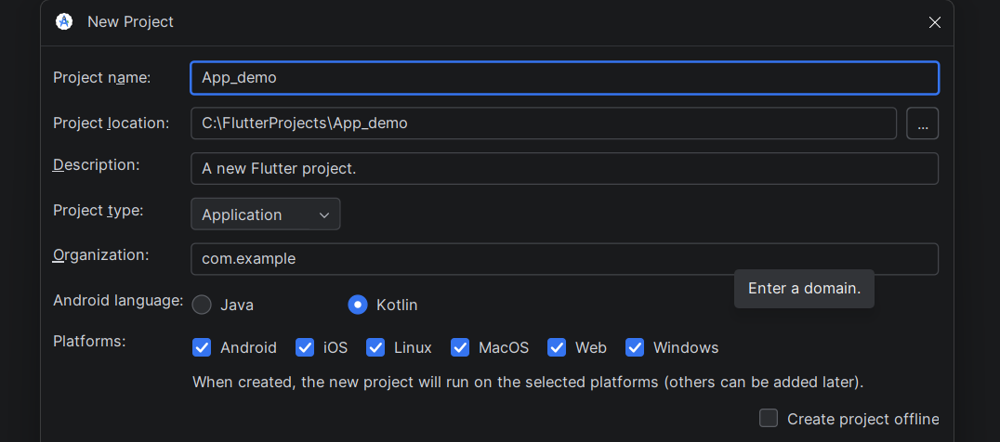 New Project
Project name: App_demo
Project location: C:\FlutterProjects\App_demo ...
Description: A new Flutter project.
Project type: Application
Organization: com.example
Enter a domain.
Android language: Java Kotlin
Platforms: Android iOS Linux MacOS Web Windows
When created, the new project will run on the selected platforms (others can be added later).
Create project offline